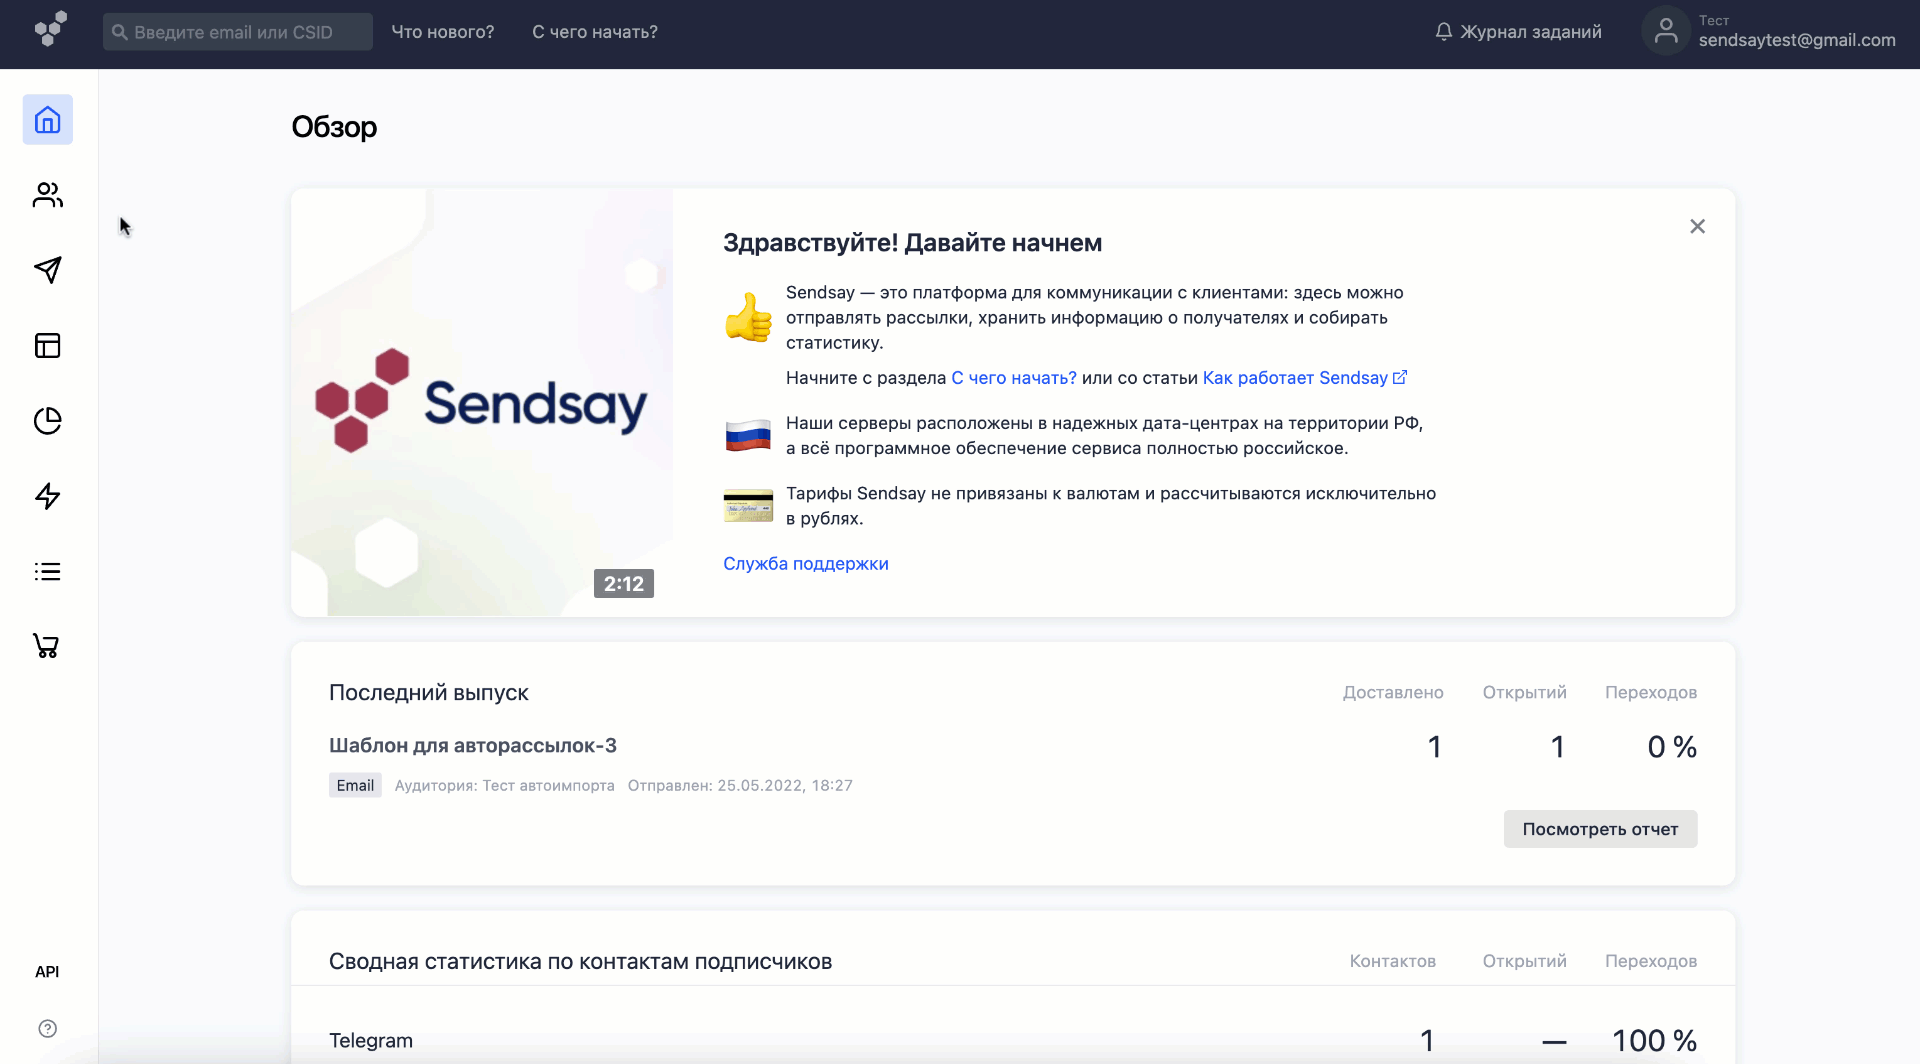 Введите email или CSID
Что нового?
С чего начать?
Журнал заданий
Тест
sendsaytest@gmail.com
Обзор
Sendsay
2:12
Здравствуйте! Давайте начнем
Sendsay — это платформа для коммуникации с клиентами: здесь можно
отправлять рассылки, хранить информацию о получателях и собирать
статистику.
Начните с раздела С чего начать? или со статьи Как работает Sendsay
Наши серверы расположены в надежных дата-центрах на территории РФ,
а всё программное обеспечение сервиса полностью российское.
Тарифы Sendsay не привязаны к валютам и рассчитываются исключительно
в рублях.
Служба поддержки
Последний выпуск
Доставлено Открытий Переходов
Шаблон для авторассылок-3
1 1 0 %
Email Аудитория: Тест автоимпорта Отправлен: 25.05.2022, 18:27
Посмотреть отчет
Сводная статистика по контактам подписчиков
Контактов Открытий Переходов
Telegram
1 — 100 %
API